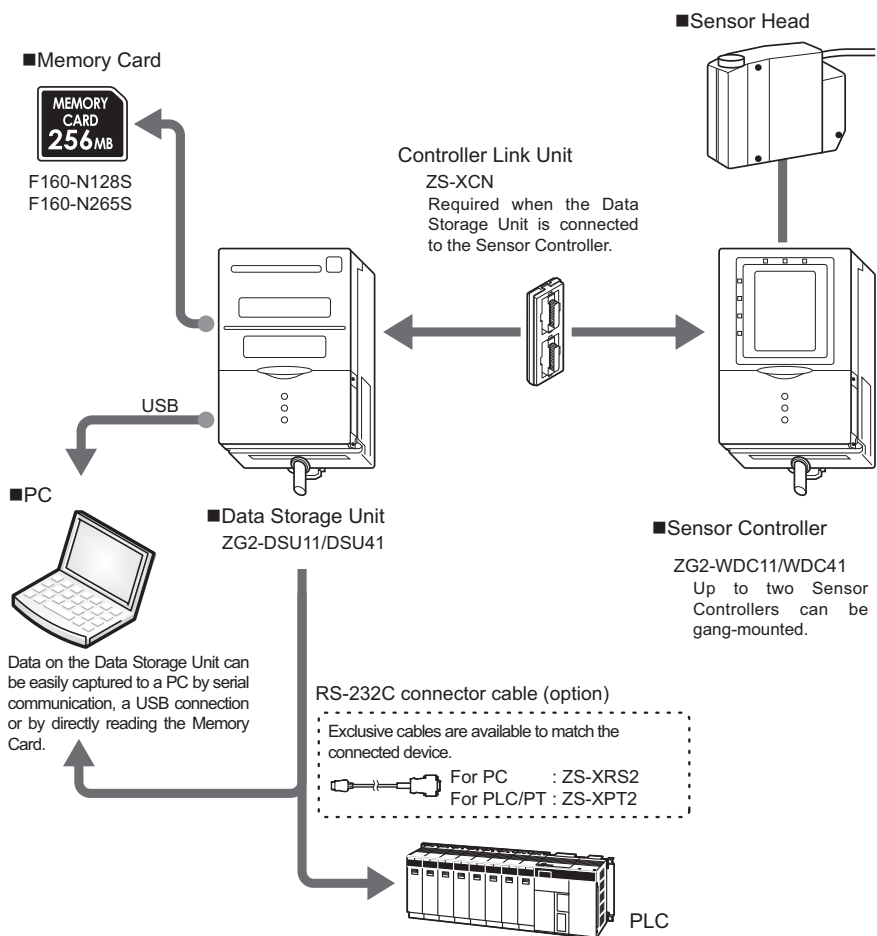 ■Sensor Head
■Memory Card
MEMORY
CARD
256MB
F160-N128S
F160-N265S
Controller Link Unit
ZS-XCN
Required when the Data
Storage Unit is connected
to the Sensor Controller.
USB
■PC
■Data Storage Unit
ZG2-DSU11/DSU41
■Sensor Controller
ZG2-WDC11/WDC41
Up to two Sensor
Controllers can be
gang-mounted.
Data on the Data Storage Unit can
be easily captured to a PC by serial
communication, a USB connection
or by directly reading the Memory
Card.
RS-232C connector cable (option)
Exclusive cables are available to match the
connected device.
For PC : ZS-XRS2
For PLC/PT : ZS-XPT2
PLC